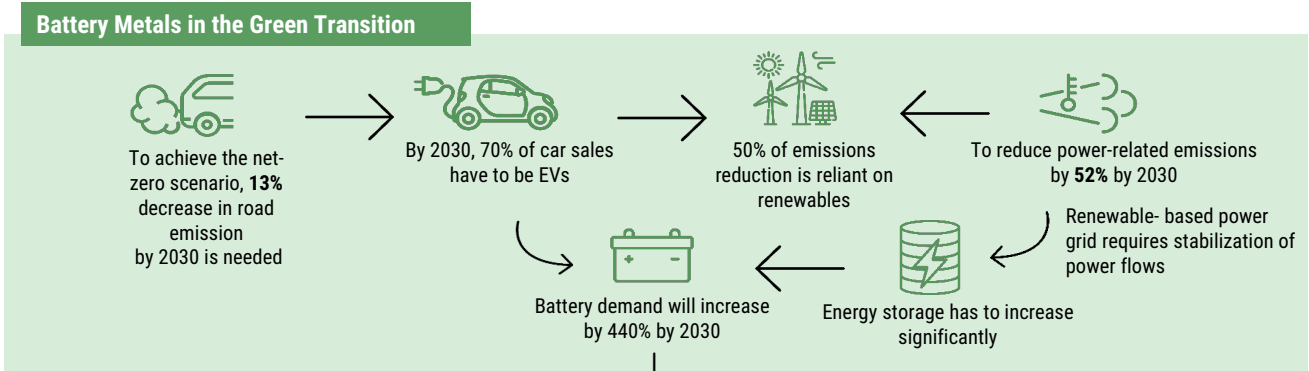 Battery Metals in the Green Transition
To achieve the net-
zero scenario, 13%
decrease in road
emission
by 2030 is needed
By 2030, 70% of car sales
have to be EVs
50% of emissions
reduction is reliant on
renewables
To reduce power-related emissions
by 52% by 2030
Renewable- based power
grid requires stabilization of
power flows
Battery demand will increase
by 440% by 2030
Energy storage has to increase
significantly